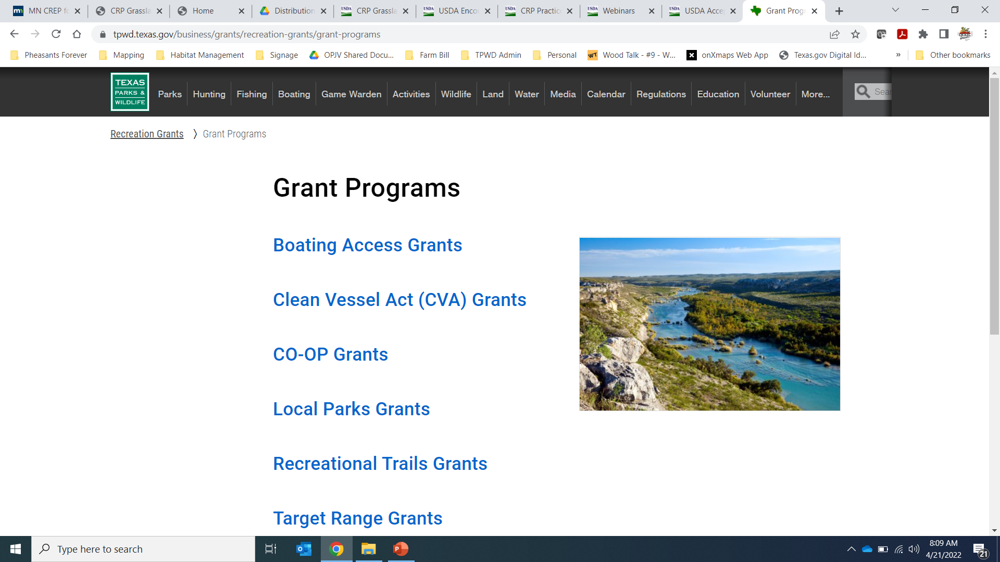 MN CREP fo
CRP Grassla
Home
Distribution
CRP Grassla
USDA Enco
CRP Practic
Webinars
USDA Acce
Grant Prog
tpwd.texas.gov/business/grants/recreation-grants/grant-programs
Pheasants Forever
Mapping
Habitat Management
Signage
OPJV Shared Docu...
Farm Bill
TPWD Admin
Personal
WT
Wood Talk - #9 - W...
onXmaps Web App
Texas.gov Digital Id...
»
Other bookmarks
TEXAS
PARKS &
WILDLIFE
Parks
Hunting
Fishing
Boating
Game Warden
Activities
Wildlife
Land
Water
Media
Calendar
Regulations
Education
Volunteer
More...
Sear
Recreation Grants 〉 Grant Programs
Grant Programs
Boating Access Grants
Clean Vessel Act (CVA) Grants
CO-OP Grants
Local Parks Grants
Recreational Trails Grants
Target Range Grants
Type here to search
8:09 AM
4/21/2022
21